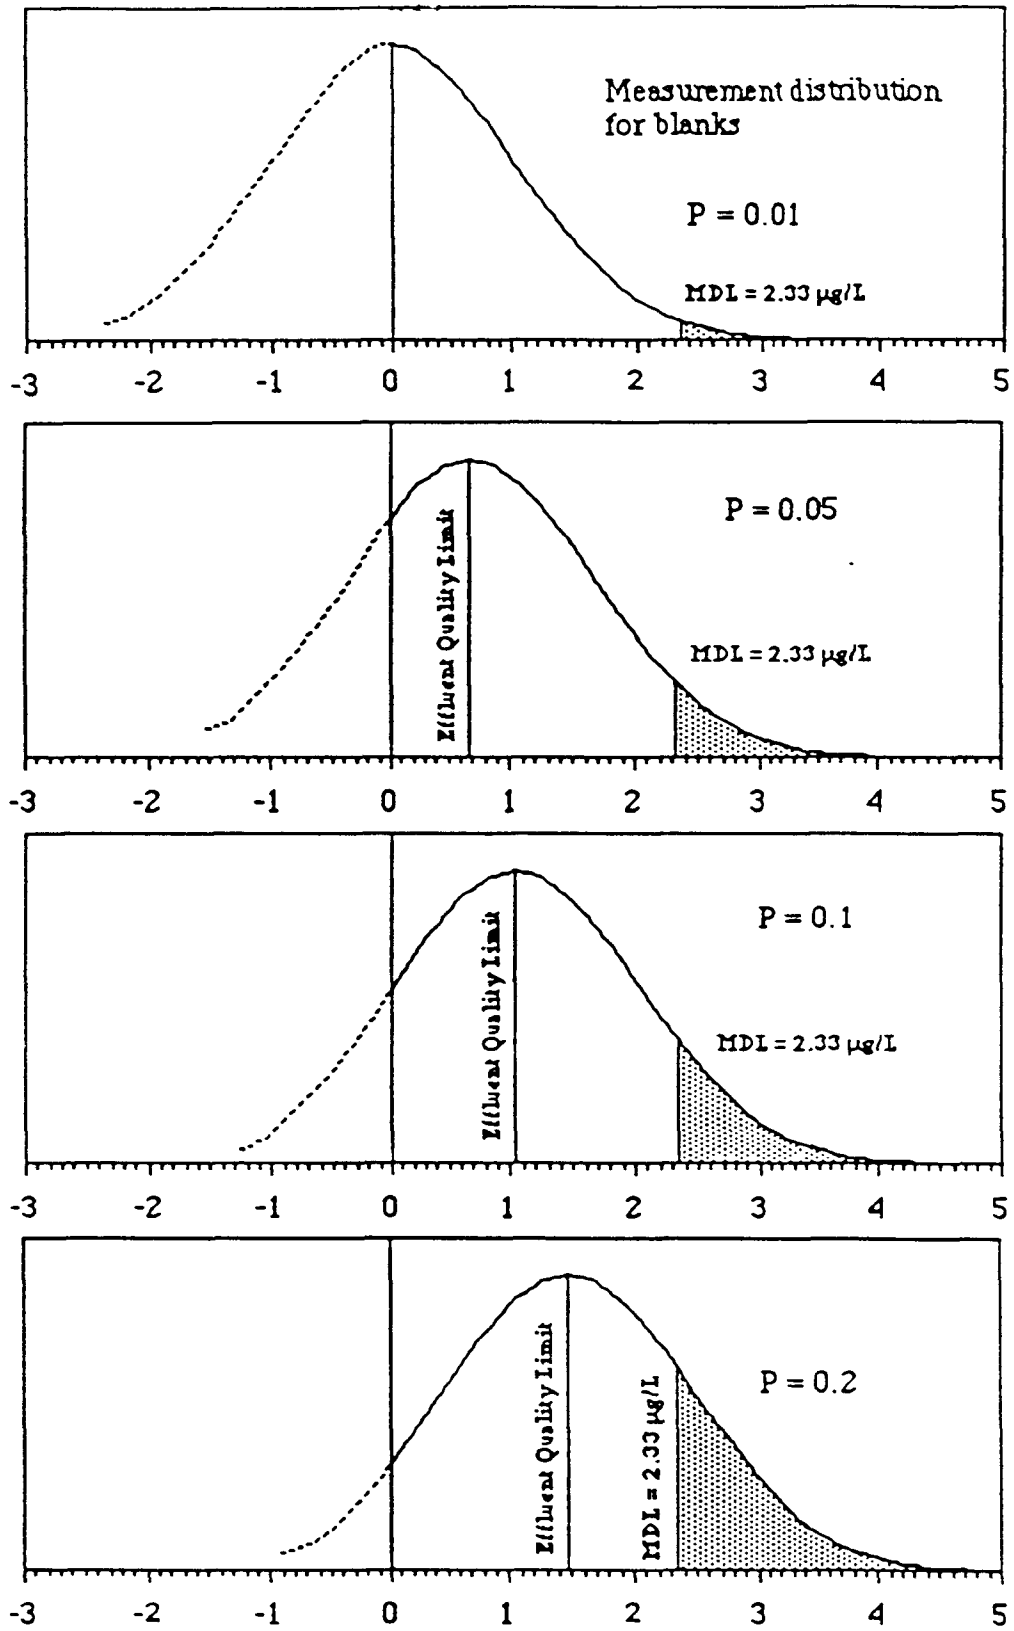 Measurement distribution
for blanks
P = 0.01
MDL = 2.33 µg/L
-3 -2 -1 0 1 2 3 4 5
P = 0.05
Effluent Quality Limit
MDL = 2.33 µg/L
-3 -2 -1 0 1 2 3 4 5
P = 0.1
Effluent Quality Limit
MDL = 2.33 µg/L
-3 -2 -1 0 1 2 3 4 5
P = 0.2
Effluent Quality Limit
MDL = 2.33 µg/L
-3 -2 -1 0 1 2 3 4 5